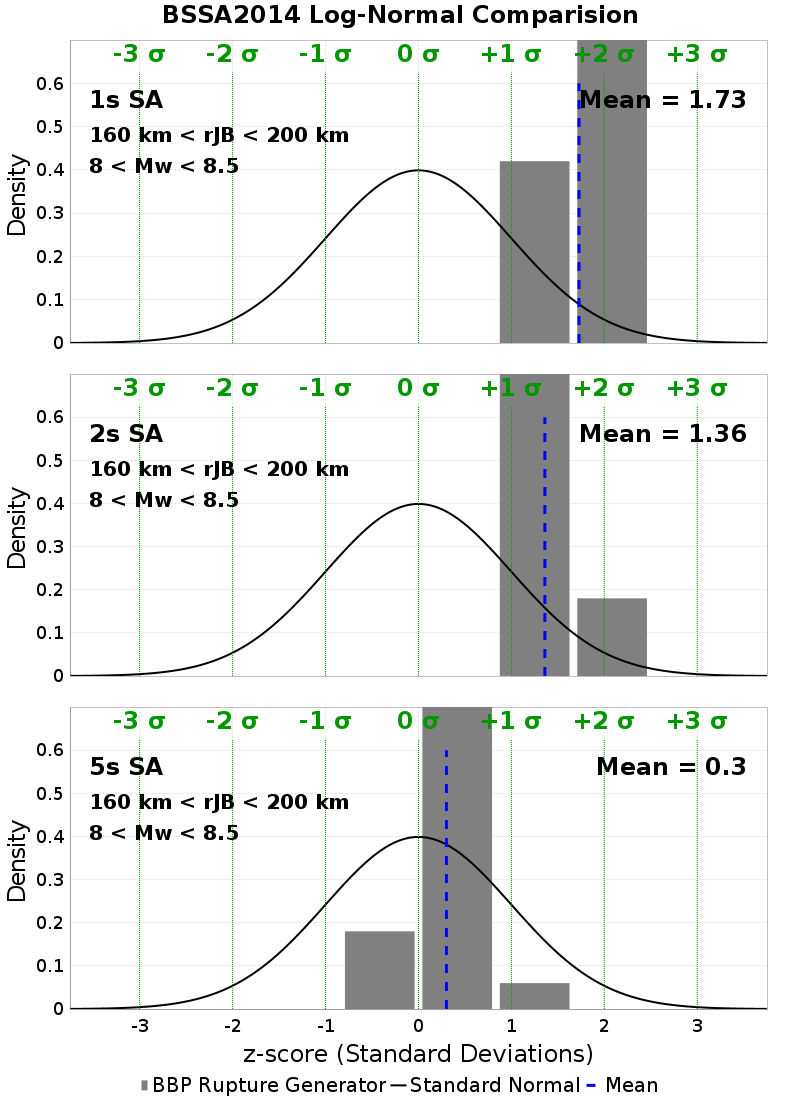 BSSA2014 Log-Normal Comparision
-3 σ -2 σ -1 σ 0 σ +1 σ +2 σ +3 σ
0.6
1s SA Mean = 1.73
0.5
160 km < rJB < 200 km
8 < Mw < 8.5
0.4
0.3
0.2
0.1
0
Density
-3 σ -2 σ -1 σ 0 σ +1 σ +2 σ +3 σ
0.6
2s SA Mean = 1.36
0.5
160 km < rJB < 200 km
8 < Mw < 8.5
0.4
0.3
0.2
0.1
0
Density
-3 σ -2 σ -1 σ 0 σ +1 σ +2 σ +3 σ
0.6
5s SA Mean = 0.3
0.5
160 km < rJB < 200 km
8 < Mw < 8.5
0.4
0.3
0.2
0.1
0
Density
-3 -2 -1 0 1 2 3
z-score (Standard Deviations)
BBP Rupture Generator Standard Normal Mean